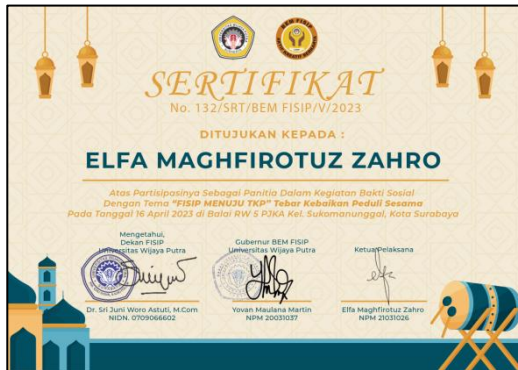 BEM FISIP
SERTIFIKAT
No. 132/SRT/BEM FISIP/V/2023
DITUJUKAN KEPADA :
ELFA MAGHFIROTUZ ZAHRO
Atas Partisipasinya Sebagai Panitia Dalam Kegiatan Bakti Sosial
Dengan Tema "FISIP MENUJU TKP" Tebar Kebaikan Peduli Sesama
Pada Tanggal 16 April 2023 di Balai RW 5 PJKA Kel. Sukomanunggal, Kota Surabaya
Mengetahui,
Dekan FISIP
Universitas Wijaya Putra
Dr. Sri Juni Woro Astuti, M.Com
NIDN. 0709066602
Gubernur BEM FISIP
Universitas Wijaya Putra
Yovan Maulana Martin
NPM 20031037
Ketua Pelaksana
Elfa Maghfirotuz Zahro
NPM 21031026